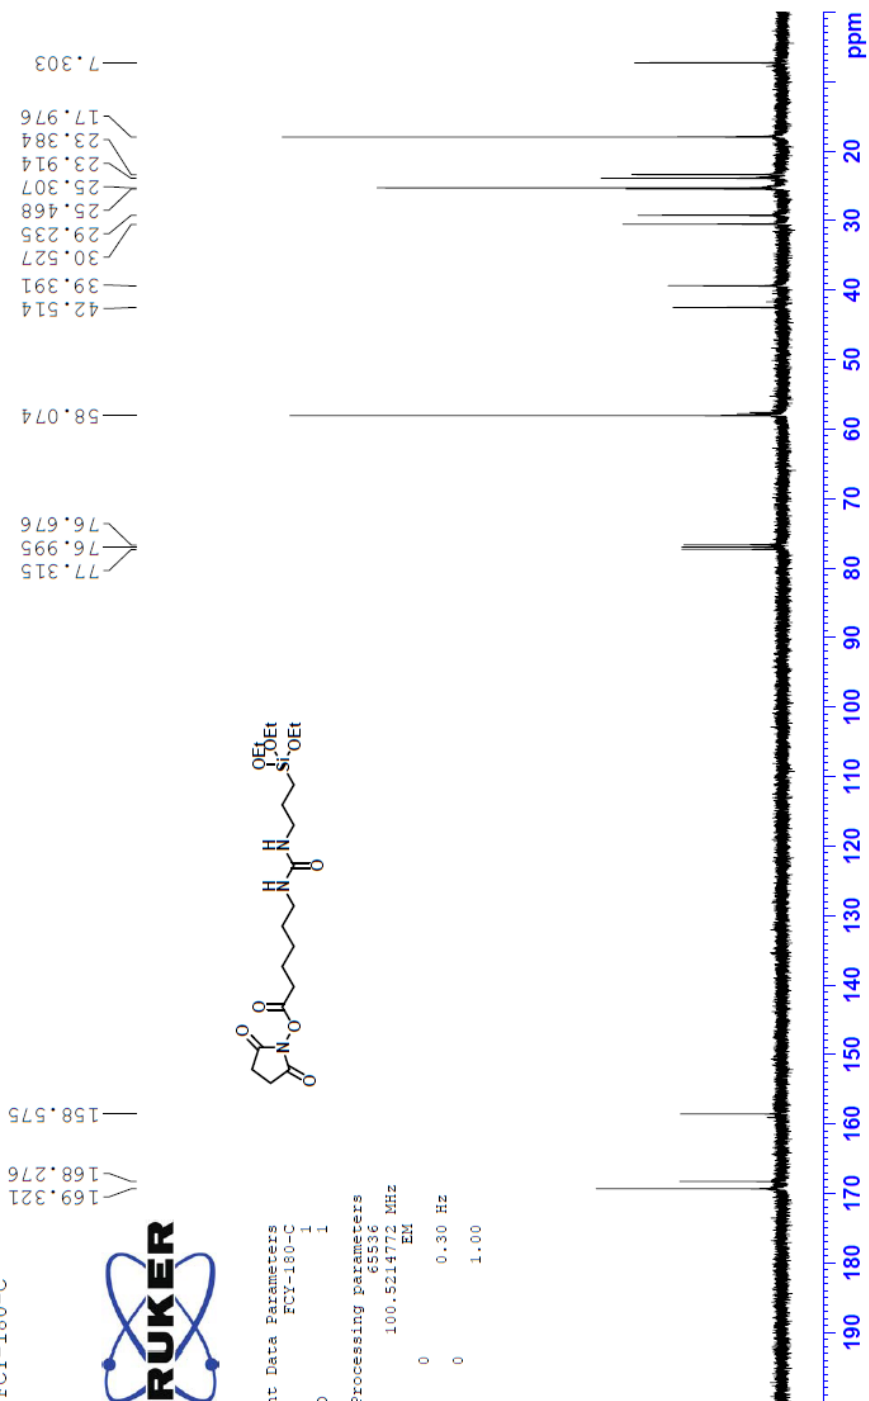 FCY-180-C
169.321
168.276
158.575
77.315
76.995
76.676
58.074
42.514
39.391
30.527
29.235
25.468
25.307
23.914
23.384
17.976
7.303
RUKER
nt Data Parameters
FCY-180-C
1
1
Processing parameters
65536
100.5214772 MHz
EM
0
0.30 Hz
0
1.00
O
O
N
O
O
H
N
O
H
N
Si
OEt
OEt
OEt
190 180 170 160 150 140 130 120 110 100 90 80 70 60 50 40 30 20 ppm